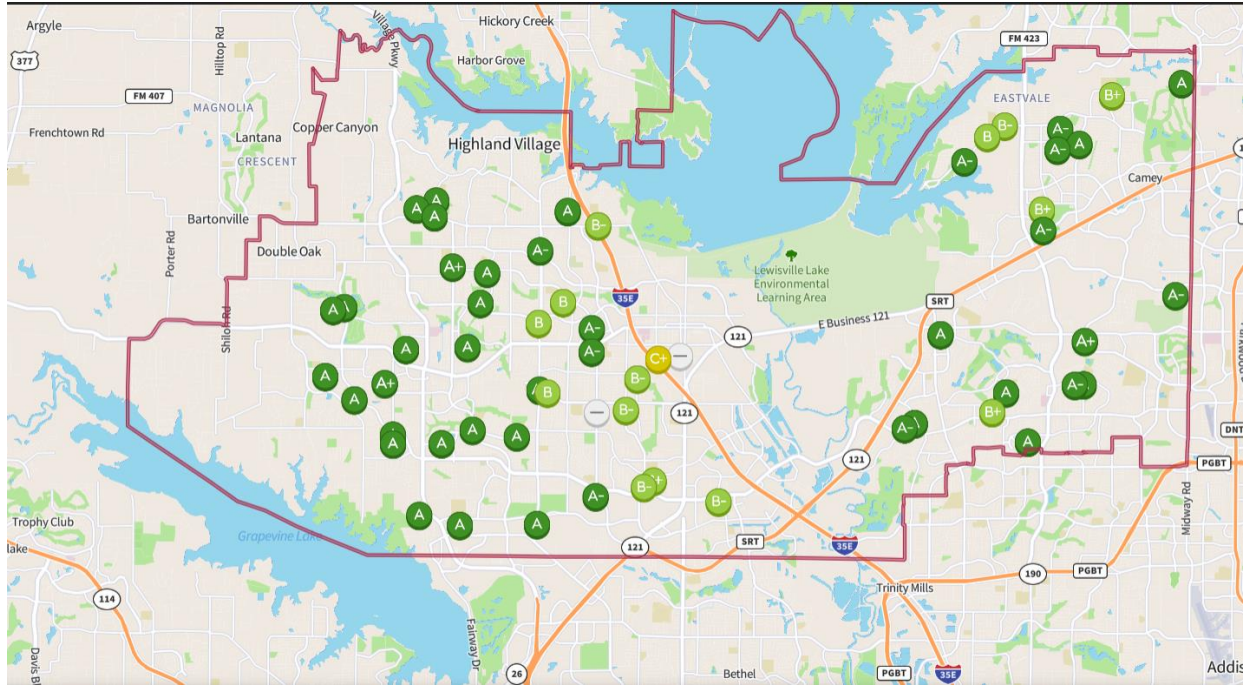 Argyle
Hilltop Rd
Village Pkwy
Hickory Creek
377
Harbor Grove
FM 423
FM 407
MAGNOLIA
EASTVALE
B+
A
Frenchtown Rd
Lantana
Copper Canyon
Highland Village
B
B-
A-
A-
A
CRESCENT
A-
Camey
Bartonville
A
A
A
A
B-
B+
A-
Porter Rd
Double Oak
A-
A+
A
Lewisville Lake
Environmental
Learning Area
35E
SRT
A-
Shiloh Rd
A
A
B
B
A-
A-
E Business 121
121
A
A+
A
A
C+
—
A
A+
A
B
B-
B-
—
121
A-
A
B+
A-
A
A
A
A
A
121
DNT
PGBT
B-
A-
B-
Midway Rd
Trophy Club
lake
Grapevine Lake
A
A
A
121
SRT
35E
190
PGBT
114
Trinity Mills
Fairway Dr
26
Bethel
PGBT
35E
Addis